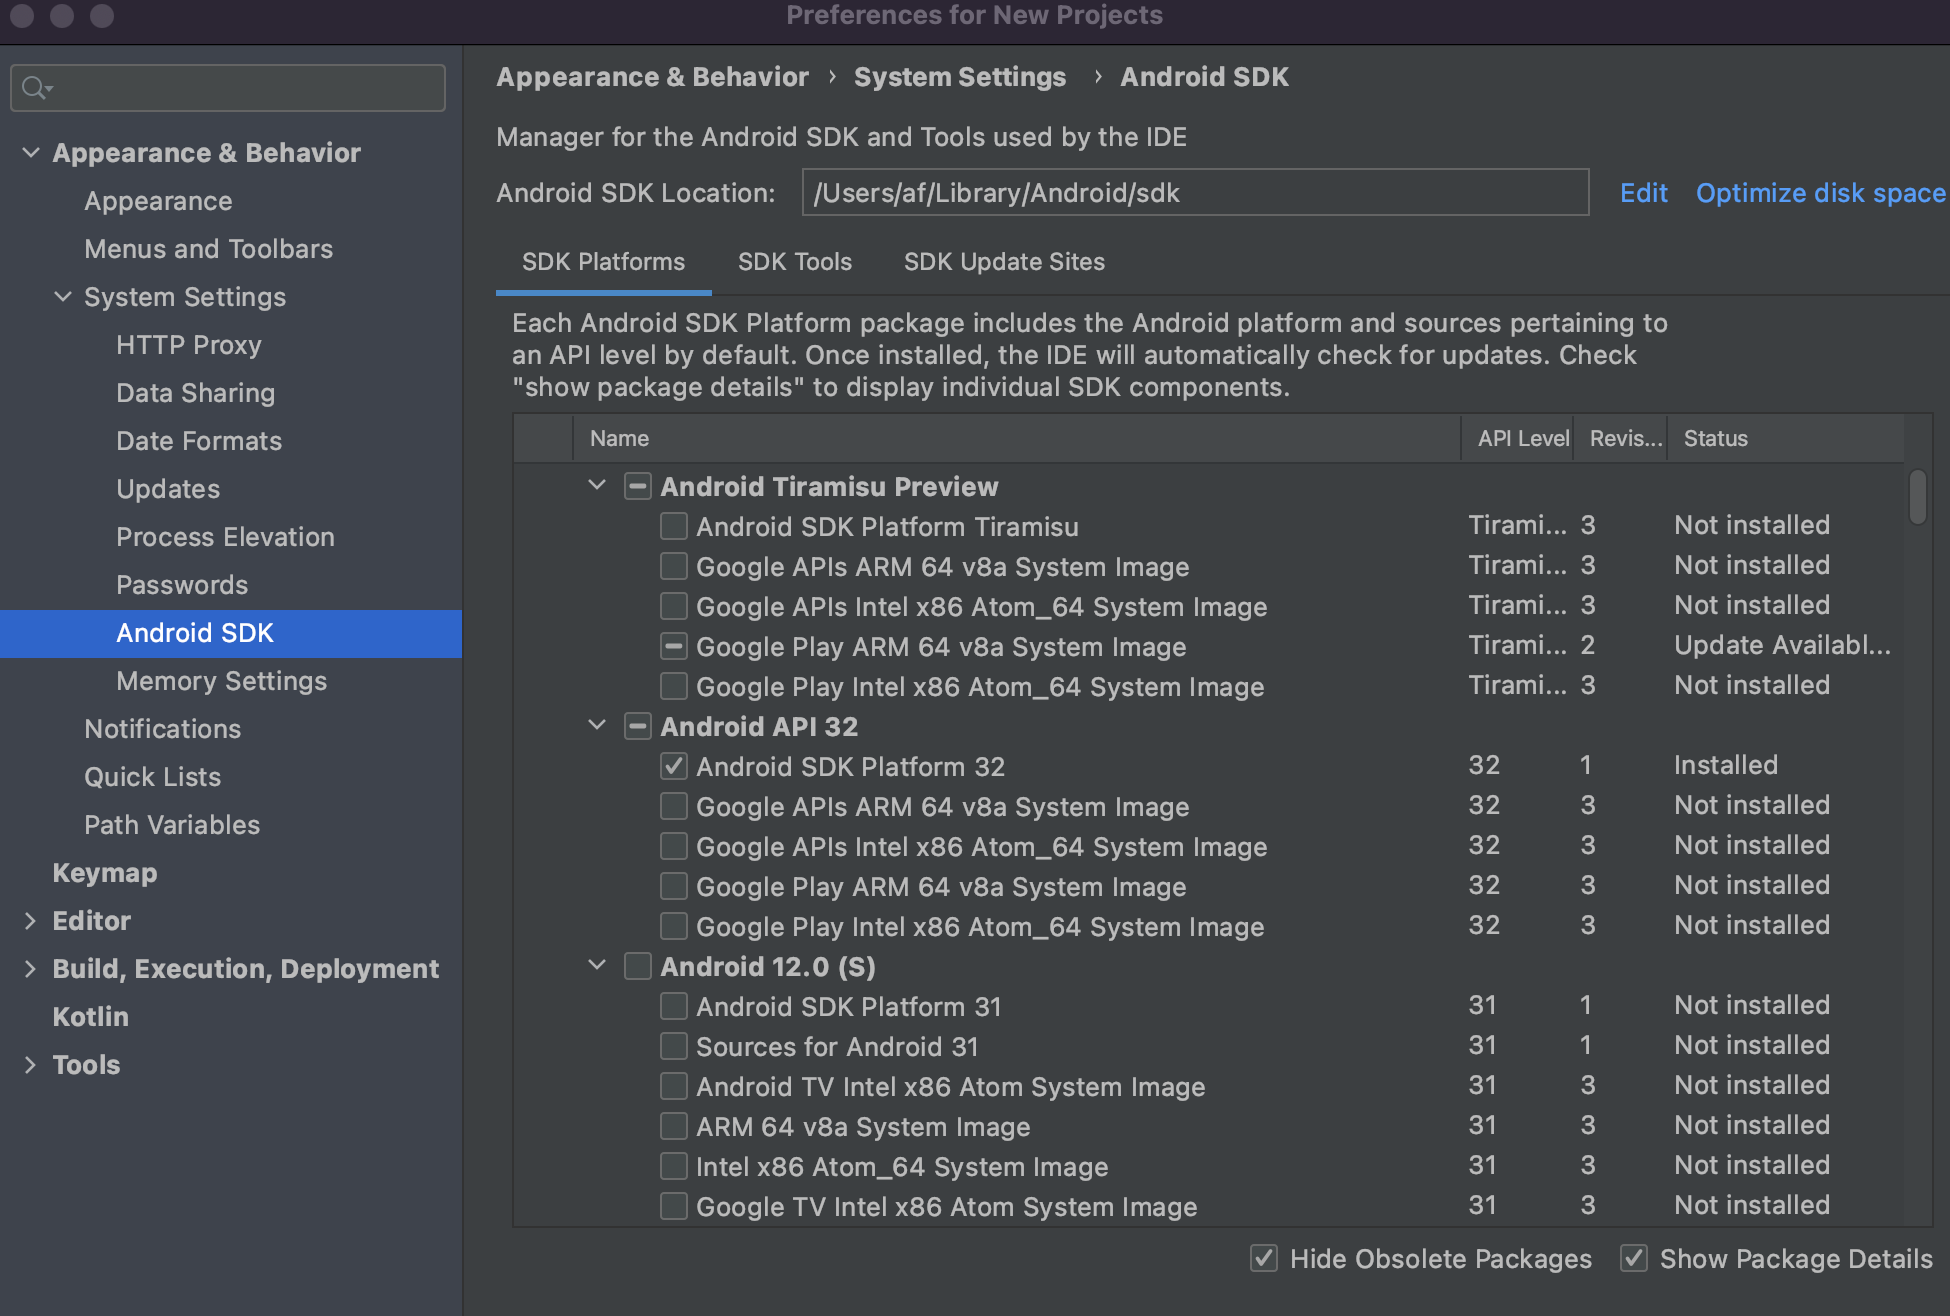 Preferences for New Projects
Appearance & Behavior
Appearance
Menus and Toolbars
System Settings
HTTP Proxy
Data Sharing
Date Formats
Updates
Process Elevation
Passwords
Android SDK
Memory Settings
Notifications
Quick Lists
Path Variables
Keymap
Editor
Build, Execution, Deployment
Kotlin
Tools
Appearance & Behavior › System Settings › Android SDK
Manager for the Android SDK and Tools used by the IDE
Android SDK Location: /Users/af/Library/Android/sdk Edit Optimize disk space
SDK Platforms SDK Tools SDK Update Sites
Each Android SDK Platform package includes the Android platform and sources pertaining to
an API level by default. Once installed, the IDE will automatically check for updates. Check
"show package details" to display individual SDK components.
Name API Level Revis... Status
Android Tiramisu Preview
Android SDK Platform Tiramisu Tirami... 3 Not installed
Google APIs ARM 64 v8a System Image Tirami... 3 Not installed
Google APIs Intel x86 Atom_64 System Image Tirami... 3 Not installed
Google Play ARM 64 v8a System Image Tirami... 2 Update Availabl...
Google Play Intel x86 Atom_64 System Image Tirami... 3 Not installed
Android API 32
Android SDK Platform 32 32 1 Installed
Google APIs ARM 64 v8a System Image 32 3 Not installed
Google APIs Intel x86 Atom_64 System Image 32 3 Not installed
Google Play ARM 64 v8a System Image 32 3 Not installed
Google Play Intel x86 Atom_64 System Image 32 3 Not installed
Android 12.0 (S)
Android SDK Platform 31 31 1 Not installed
Sources for Android 31 31 1 Not installed
Android TV Intel x86 Atom System Image 31 3 Not installed
ARM 64 v8a System Image 31 3 Not installed
Intel x86 Atom_64 System Image 31 3 Not installed
Google TV Intel x86 Atom System Image 31 3 Not installed
Hide Obsolete Packages Show Package Details